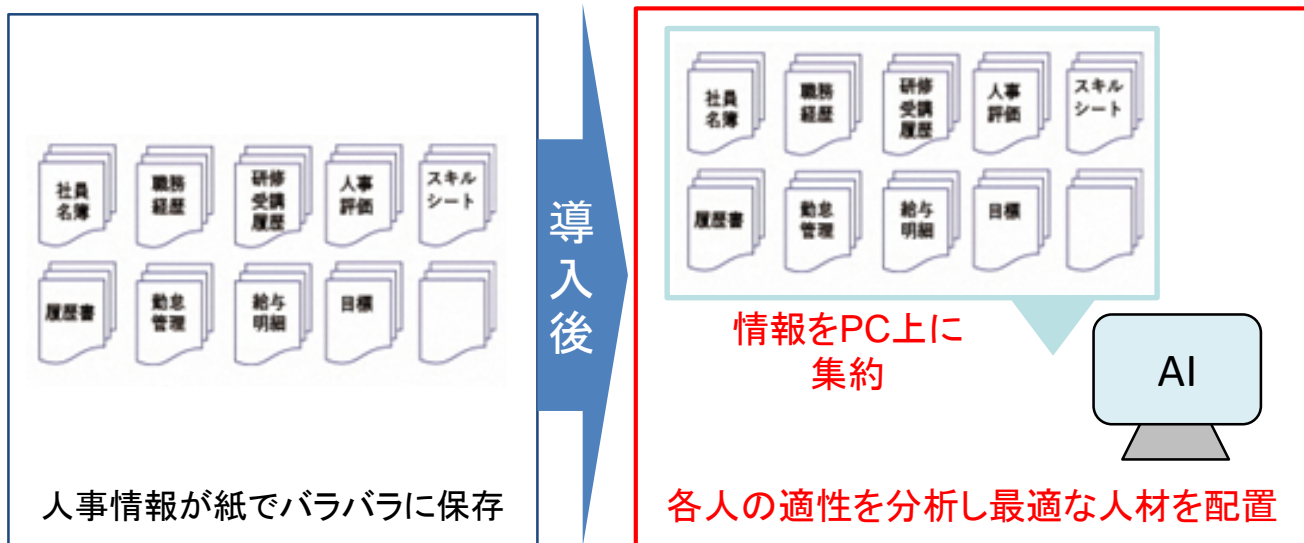 社員
名簿
職務
経歴
研修
受講
履歴
人事
評価
スキル
シート
履歴書
勤怠
管理
給与
明細
目標
人事情報が紙でバラバラに保存
導入後
社員
名簿
職務
経歴
研修
受講
履歴
人事
評価
スキル
シート
履歴書
勤怠
管理
給与
明細
目標
情報をPC上に
集約
AI
各人の適性を分析し最適な人材を配置